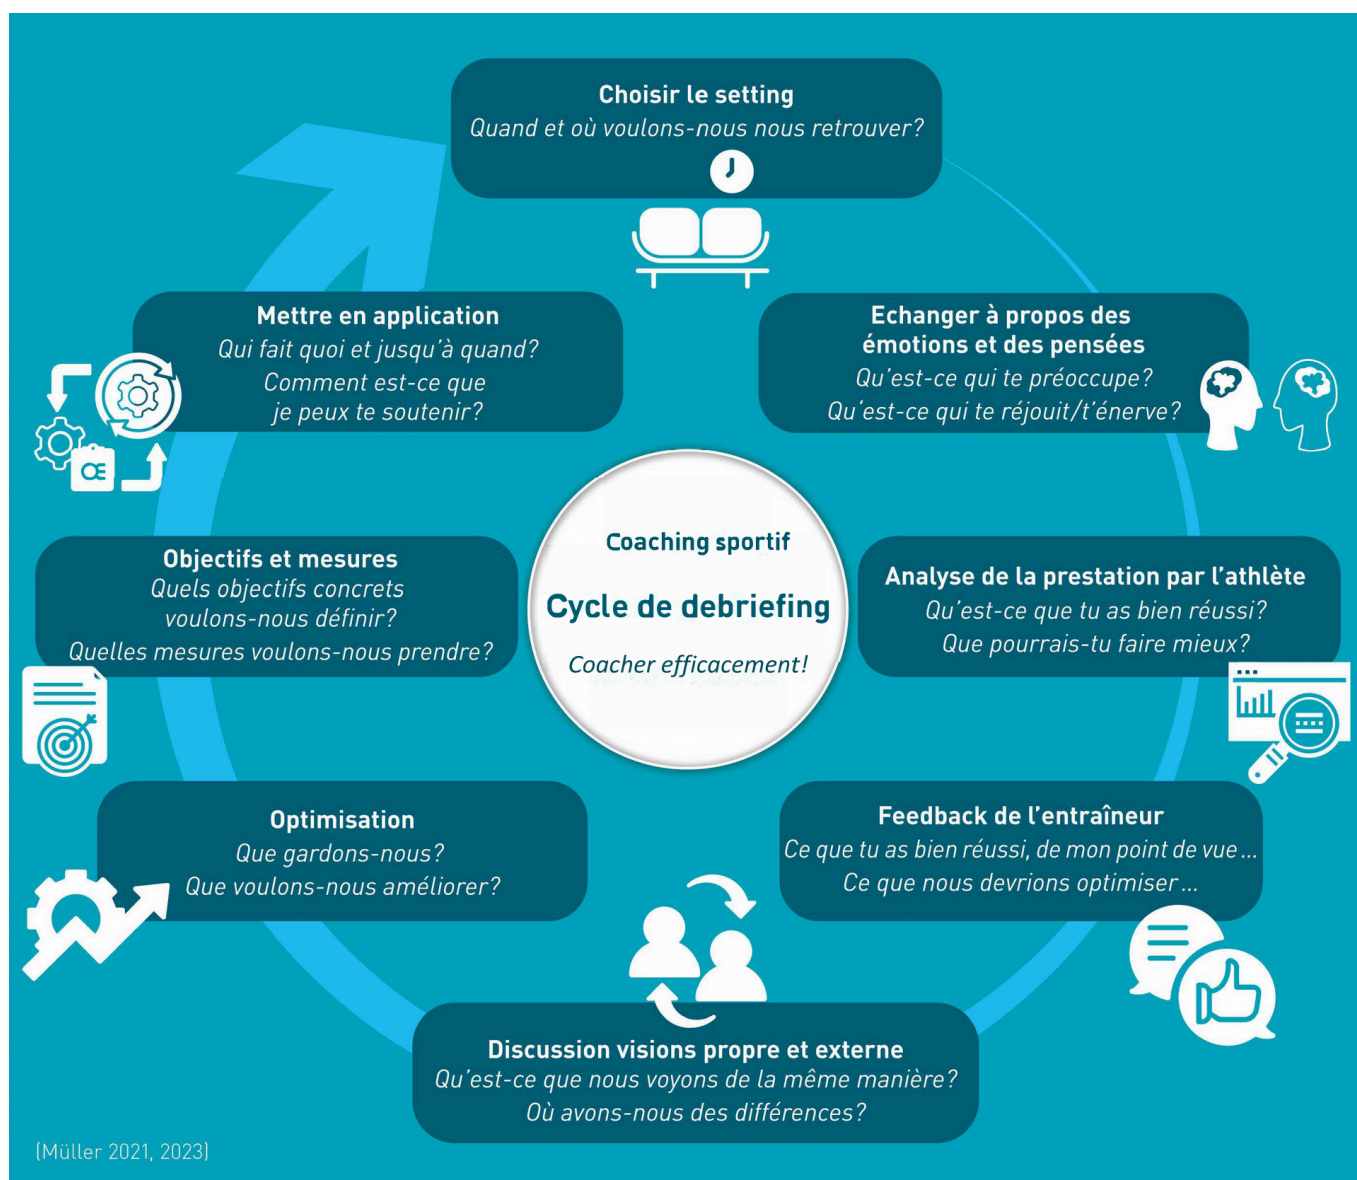 Choisir le setting
Quand et où voulons-nous nous retrouver?
Echanger à propos des
émotions et des pensées
Qu'est-ce qui te préoccupe?
Qu‘est-ce qui te réjouit/t'énerve?
Analyse de la prestation par l'athlète
Qu'est-ce que tu as bien réussi?
Que pourrais-tu faire mieux?
Feedback de l'entraîneur
Ce que tu as bien réussi, de mon point de vue...
Ce que nous devrions optimiser...
Discussion visions propre et externe
Qu'est-ce que nous voyons de la même manière?
Où avons-nous des différences?
Optimisation
Que gardons-nous?
Que voulons-nous améliorer?
Objectifs et mesures
Quels objectifs concrets
voulons-nous définir?
Quelles mesures voulons-nous prendre?
Mettre en application
Qui fait quoi et jusqu'à quand?
Comment est-ce que
je peux te soutenir?
Coaching sportif
Cycle de debriefing
Coacher efficacement!
(Müller 2021, 2023)